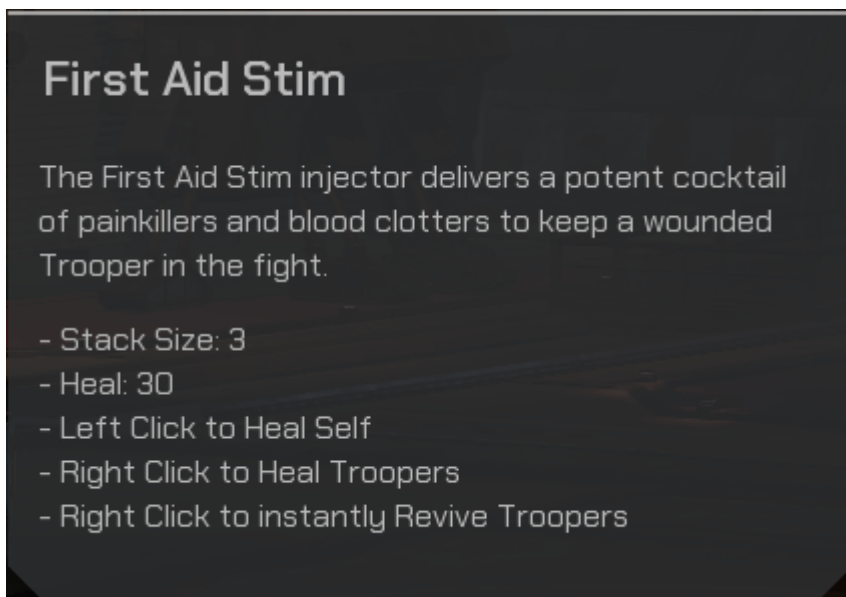 First Aid Stim
The First Aid Stim injector delivers a potent cocktail
of painkillers and blood clotters to keep a wounded
Trooper in the fight.
- Stack Size: 3
- Heal: 30
- Left Click to Heal Self
- Right Click to Heal Troopers
- Right Click to instantly Revive Troopers